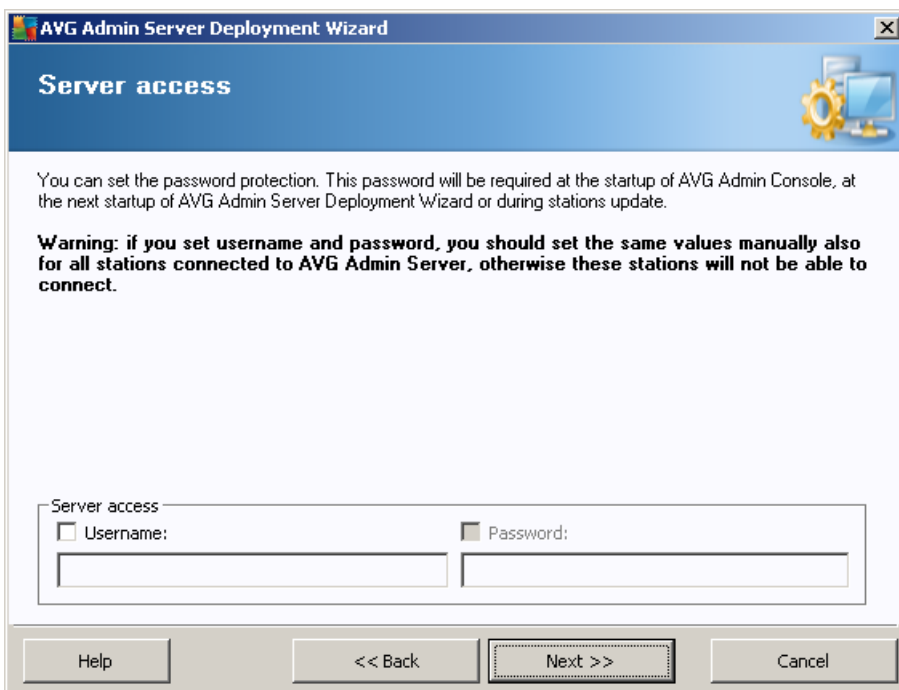 AVG Admin Server Deployment Wizard
Server access
You can set the password protection. This password will be required at the startup of AVG Admin Console, at
the next startup of AVG Admin Server Deployment Wizard or during stations update.
Warning: if you set username and password, you should set the same values manually also
for all stations connected to AVG Admin Server, otherwise these stations will not be able to
connect.
Server access
Username:
Password:
Help
<< Back
Next >>
Cancel